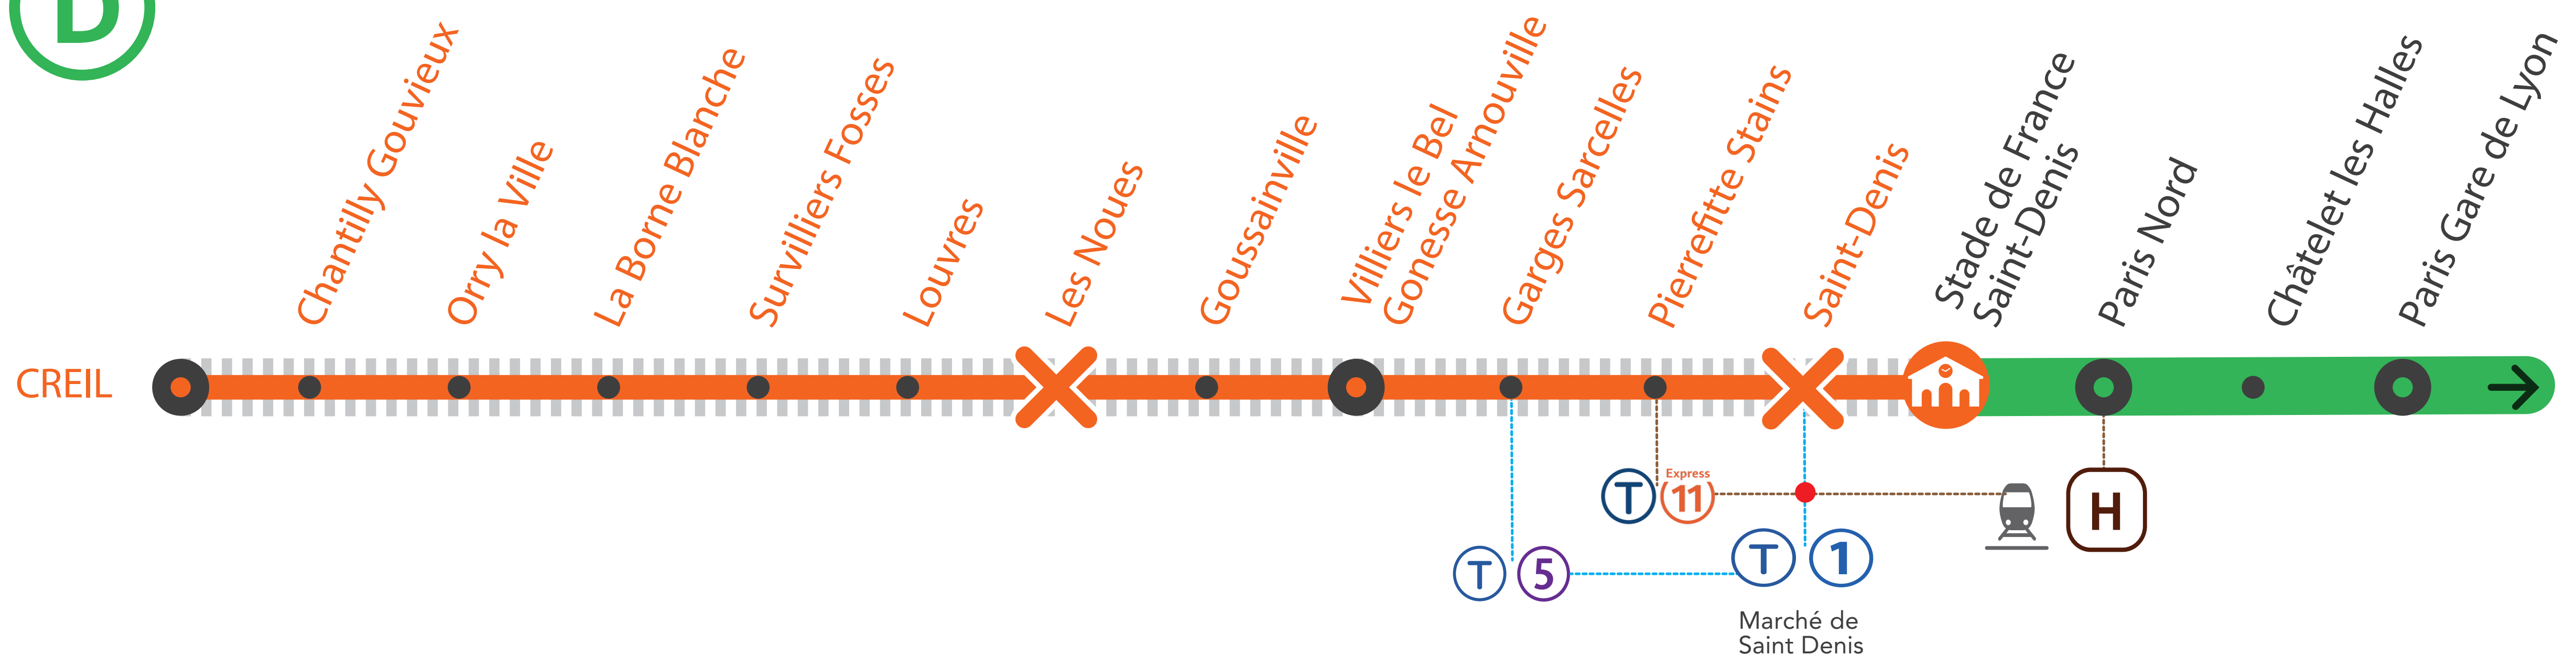 D
CREIL
Chantilly Gouvieux
Orry la Ville
La Borne Blanche
Survilliers Fosses
Louvres
Les Noues
Goussainville
Villiers le Bel
Gonesse Arnouville
Garges Sarcelles
Pierrefitte Stains
Saint-Denis
Stade de France
Saint-Denis
Paris Nord
Châtelet les Halles
Paris Gare de Lyon
T Express 11
H
T 5
T 1
Marché de
Saint Denis